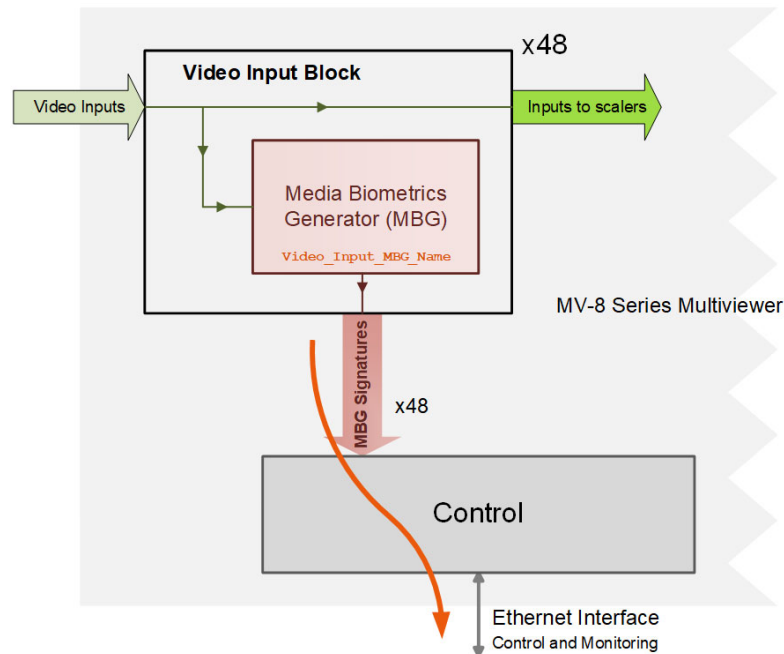 x48
Video Input Block
Video Inputs
Inputs to scalers
Media Biometrics
Generator (MBG)
Video_Input_MBG_Name
MV-8 Series Multiviewer
MBG Signatures
x48
Control
Ethernet Interface
Control and Monitoring